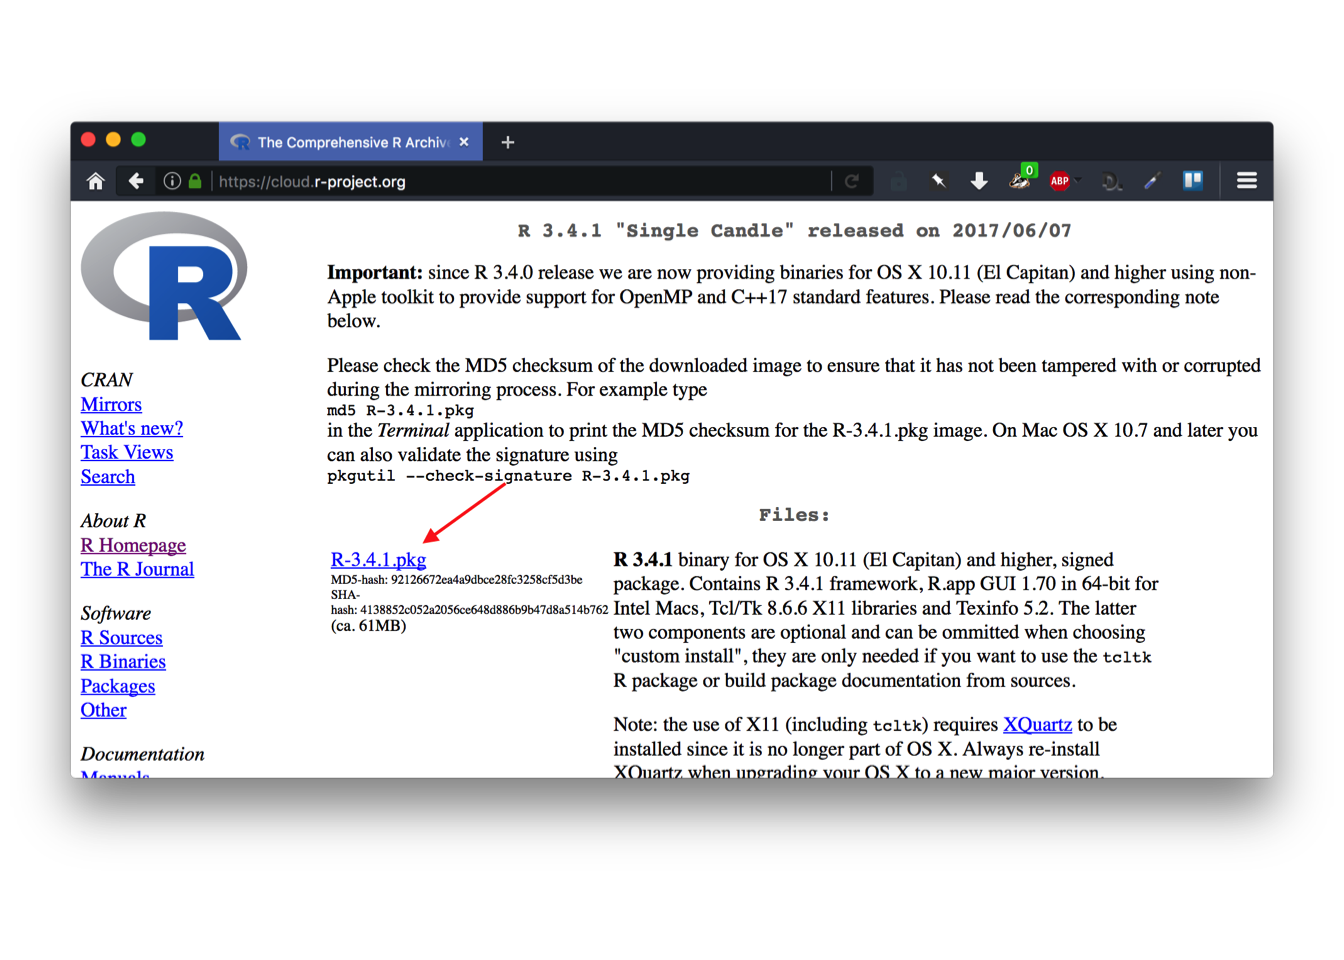 The Comprehensive R Archiv
https://cloud.r-project.org
0
ABP
R
R 3.4.1 "Single Candle" released on 2017/06/07
Important: since R 3.4.0 release we are now providing binaries for OS X 10.11 (El Capitan) and higher using non-
Apple toolkit to provide support for OpenMP and C++17 standard features. Please read the corresponding note
below.
Please check the MD5 checksum of the downloaded image to ensure that it has not been tampered with or corrupted
during the mirroring process. For example type
md5 R-3.4.1.pkg
in the Terminal application to print the MD5 checksum for the R-3.4.1.pkg image. On Mac OS X 10.7 and later you
can also validate the signature using
pkgutil --check-signature R-3.4.1.pkg
CRAN
Mirrors
What's new?
Task Views
Search
About R
R Homepage
The R Journal
Software
R Sources
R Binaries
Packages
Other
Documentation
Manuals
Files:
R-3.4.1.pkg
MD5-hash: 92126672ea4a9dbce28fc3258cf5d3be
SHA-
hash: 4138852c052a2056ce648d886b9b47d8a514b762
(ca. 61MB)
R 3.4.1 binary for OS X 10.11 (El Capitan) and higher, signed
package. Contains R 3.4.1 framework, R.app GUI 1.70 in 64-bit for
Intel Macs, Tcl/Tk 8.6.6 X11 libraries and Texinfo 5.2. The latter
two components are optional and can be ommitted when choosing
"custom install", they are only needed if you want to use the tcltk
R package or build package documentation from sources.
Note: the use of X11 (including tcltk) requires XQuartz to be
installed since it is no longer part of OS X. Always re-install
XQuartz when upgrading your OS X to a new major version.